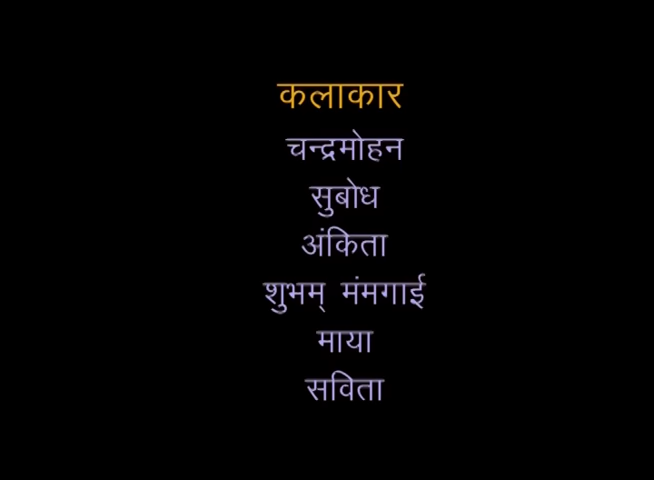 कलाकार
चन्द्रमोहन
सुबोध
अंकिता
शुभम् मंमगाई
माया
सविता